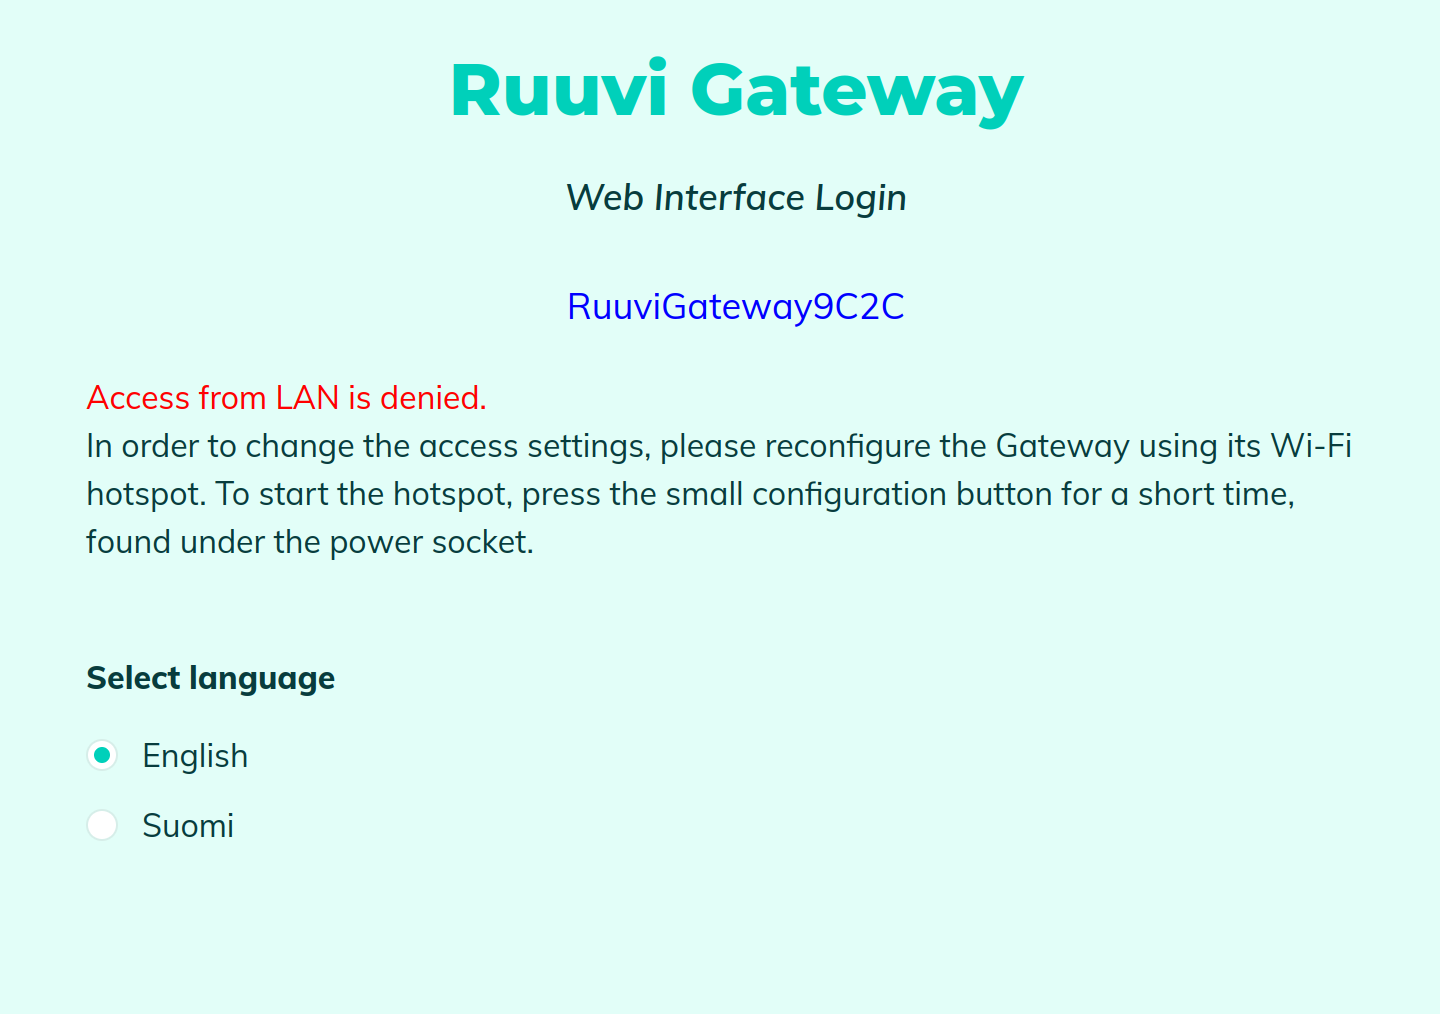 Ruuvi Gateway
Web Interface Login
RuuviGateway9C2C
Access from LAN is denied.
In order to change the access settings, please reconfigure the Gateway using its Wi-Fi
hotspot. To start the hotspot, press the small configuration button for a short time,
found under the power socket.
Select language
English
Suomi